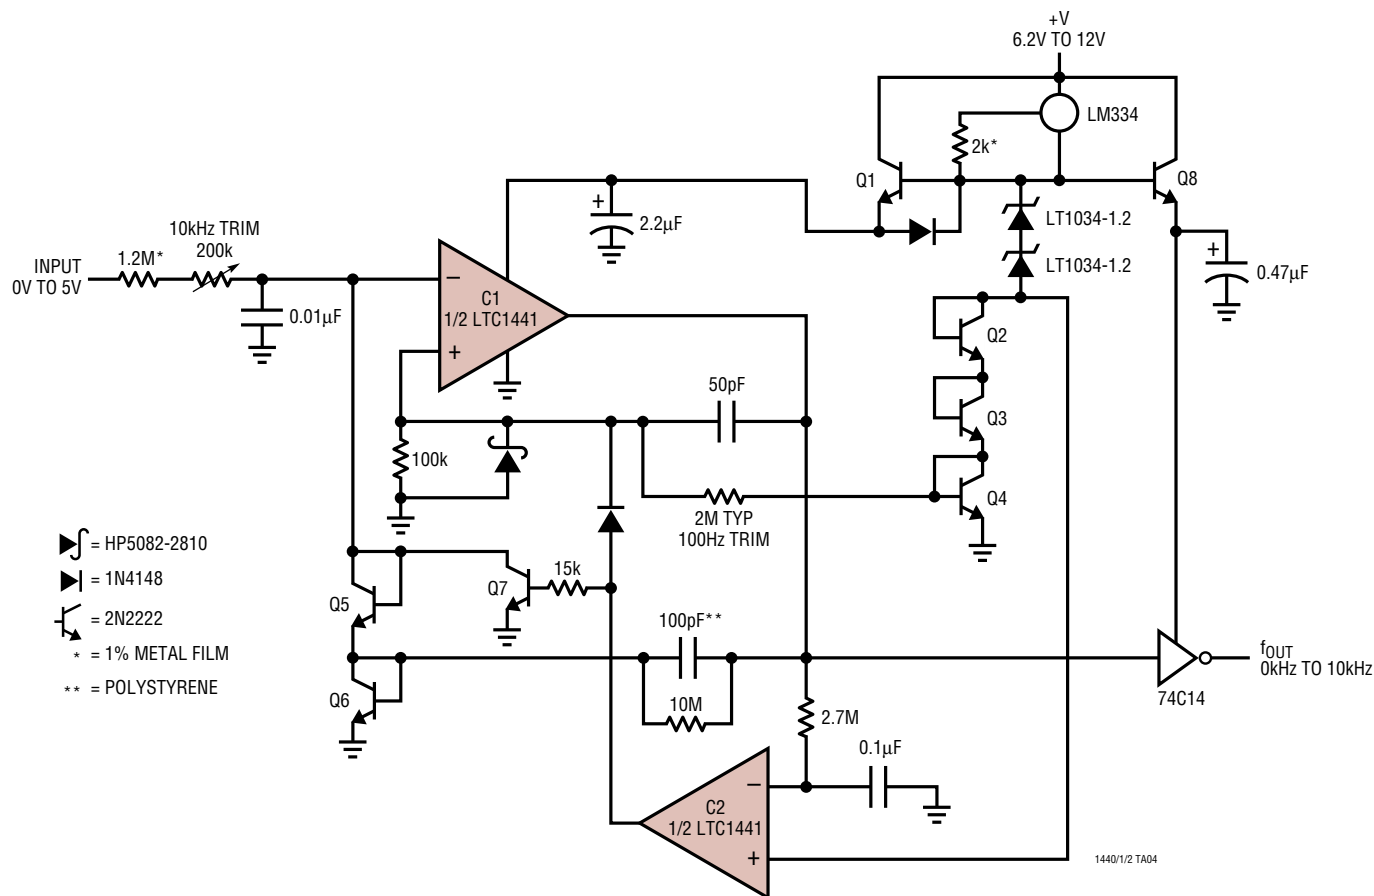 +V
6.2V TO 12V
LM334
2k*
Q1
Q8
LT1034-1.2
LT1034-1.2
+
2.2µF
+
0.47µF
10kHz TRIM
200k
1.2M*
INPUT
0V TO 5V
0.01µF
−
C1
1/2 LTC1441
+
Q2
Q3
Q4
50pF
100k
2M TYP
100Hz TRIM
= HP5082-2810
= 1N4148
= 2N2222
* = 1% METAL FILM
** = POLYSTYRENE
Q5
Q7
15k
Q6
100pF**
10M
fOUT
0kHz TO 10kHz
74C14
2.7M
0.1µF
−
C2
1/2 LTC1441
+
1440/1/2 TA04